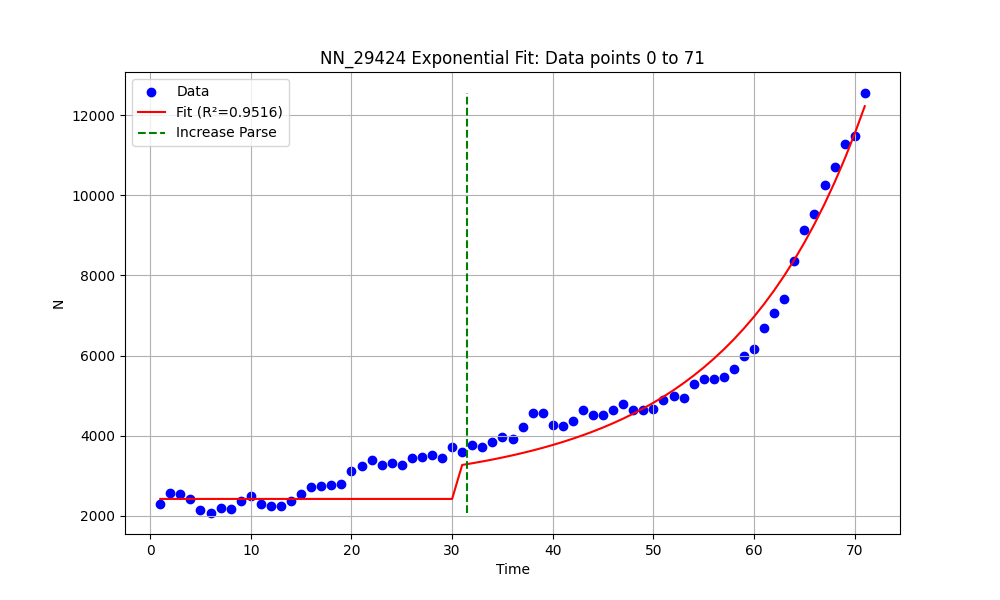 NN_29424 Exponential Fit: Data points 0 to 71
Data
Fit (R²=0.9516)
Increase Parse
12000
10000
8000
6000
4000
2000
N
0 10 20 30 40 50 60 70
Time